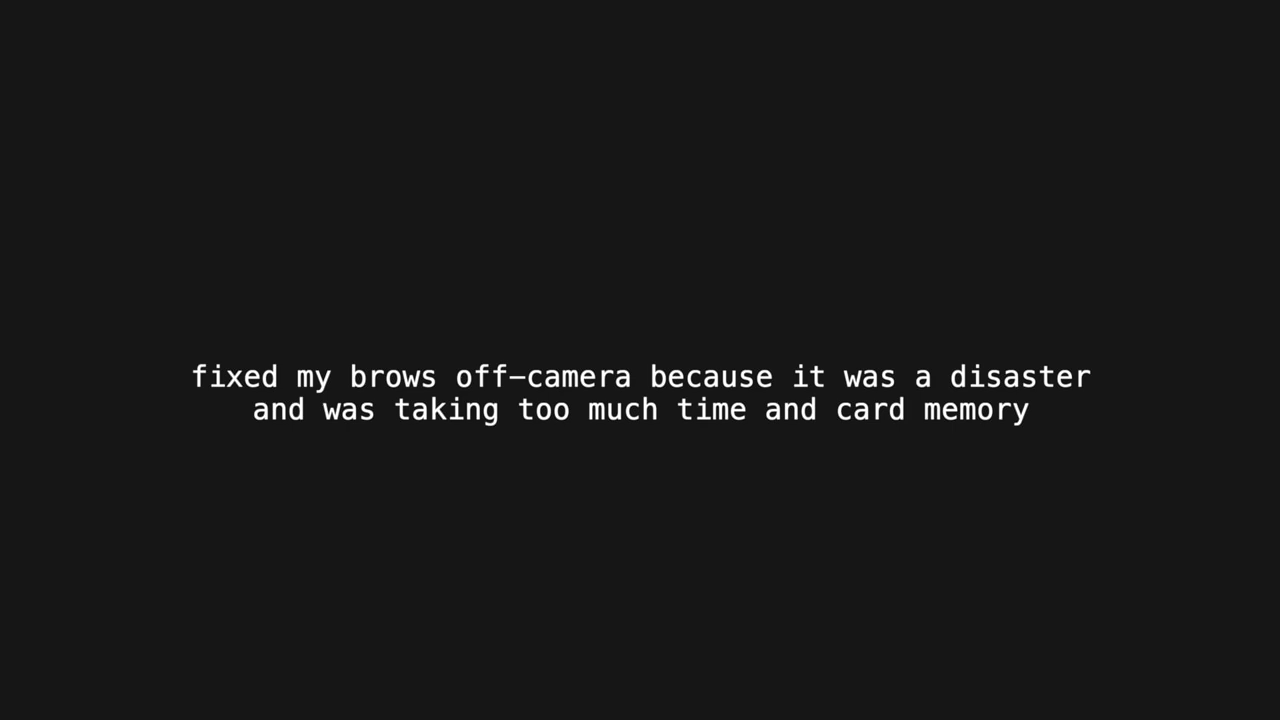 fixed my brows off-camera because it was a disaster
and was taking too much time and card memory